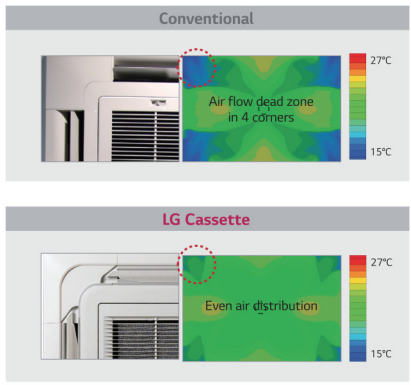 Conventional
27°C
Air flow dead zone
in 4 corners
15°C
LG Cassette
27°C
Even air distribution
15°C